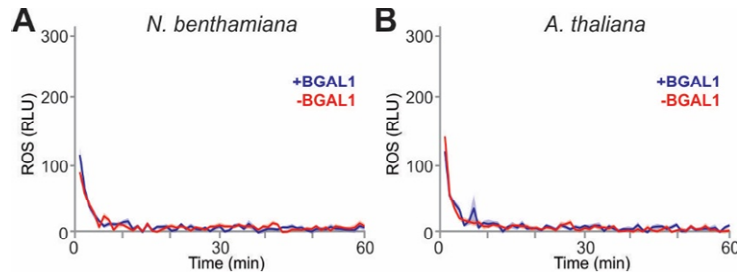 A N. benthamiana
300
200
100
0
ROS (RLU)
+BGAL1
-BGAL1
0 30 60
Time (min)
B A. thaliana
300
200
100
0
ROS (RLU)
+BGAL1
-BGAL1
0 30 60
Time (min)